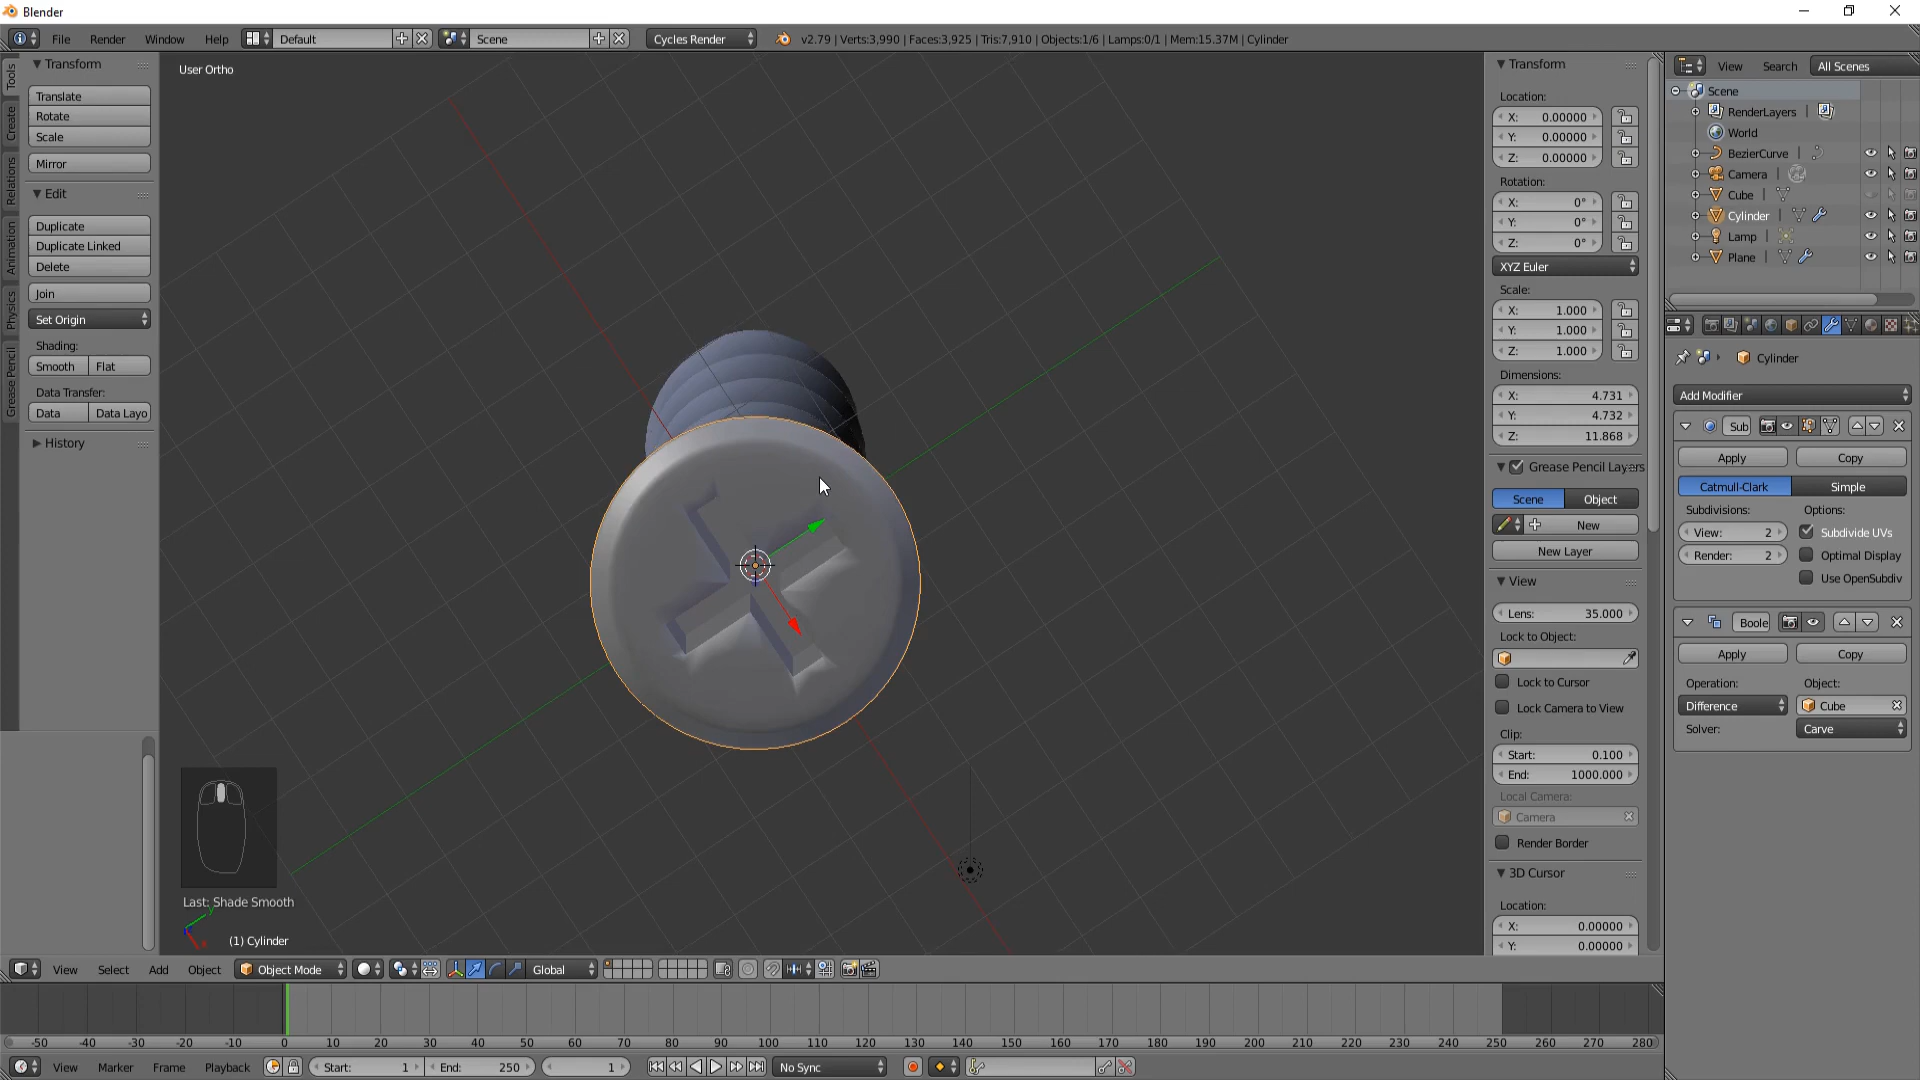 Blender
File Render Window Help Default Scene Cycles Render v2.79 | Verts:3,990 | Faces:3,925 | Tris:7,910 | Objects:1/6 | Lamps:0/1 | Mem:15.37M | Cylinder
Tools
Create
Relations
Animation
Physics
Grease Pencil
Transform
Translate
Rotate
Scale
Mirror
Edit
Duplicate
Duplicate Linked
Delete
Join
Set Origin
Shading:
Smooth Flat
Data Transfer:
Data Data Layo
History
User Ortho
Last: Shade Smooth
(1) Cylinder
Transform
Location:
X: 0.00000
Y: 0.00000
Z: 0.00000
Rotation:
X: 0°
Y: 0°
Z: 0°
XYZ Euler
Scale:
X: 1.000
Y: 1.000
Z: 1.000
Dimensions:
X: 4.731
Y: 4.732
Z: 11.868
Grease Pencil Layers
Scene Object
New
New Layer
View
Lens: 35.000
Lock to Object:
Lock to Cursor
Lock Camera to View
Clip:
Start: 0.100
End: 1000.000
Local Camera:
Camera
Render Border
3D Cursor
Location:
X: 0.00000
Y: 0.00000
View Search All Scenes
Scene
RenderLayers
World
BezierCurve
Camera
Cube
Cylinder
Lamp
Plane
Cylinder
Add Modifier
Sub
Apply Copy
Catmull-Clark Simple
Subdivisions: Options:
View: 2 Subdivide UVs
Render: 2 Optimal Display
Use OpenSubdiv
Boole
Apply Copy
Operation: Object:
Difference Cube
Solver: Carve
View Select Add Object Object Mode Global
-50 -40 -30 -20 -10 0 10 20 30 40 50 60 70 80 90 100 110 120 130 140 150 160 170 180 190 200 210 220 230 240 250 260 270 280
View Marker Frame Playback Start: 1 End: 250 1 No Sync